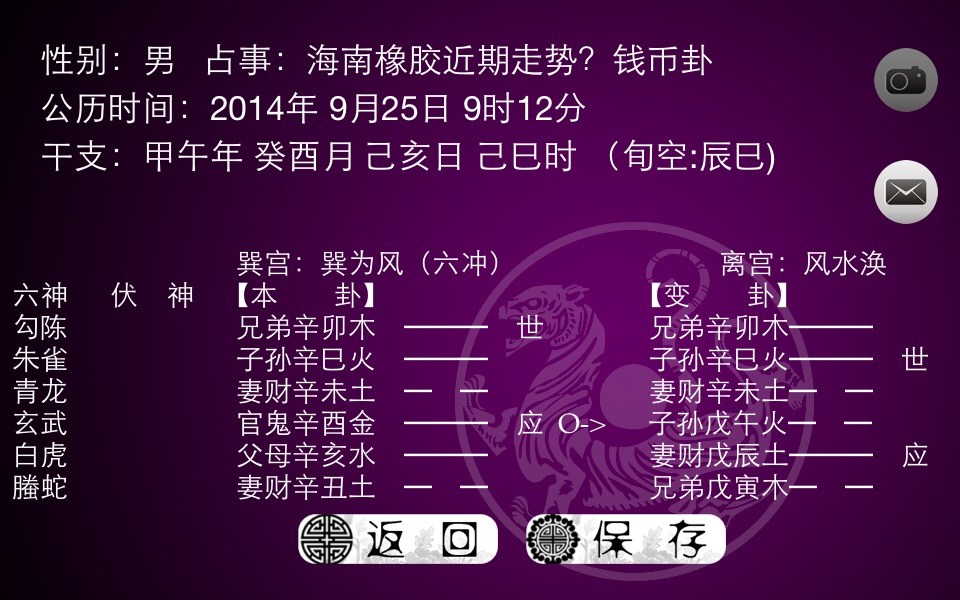 性别：男 占事：海南橡胶近期走势？钱币卦
公历时间：2014年 9月25日 9时12分
干支：甲午年 癸酉月 己亥日 己巳时 （旬空:辰巳)
巽宫：巽为风（六冲） 离宫：风水涣
六神 伏 神 【本 卦】 【变 卦】
勾陈 兄弟辛卯木 世 兄弟辛卯木
朱雀 子孙辛巳火 子孙辛巳火 世
青龙 妻财辛未土 妻财辛未土
玄武 官鬼辛酉金 应 O-> 子孙戊午火
白虎 父母辛亥水 妻财戊辰土 应
螣蛇 妻财辛丑土 兄弟戊寅木
返 回 保 存